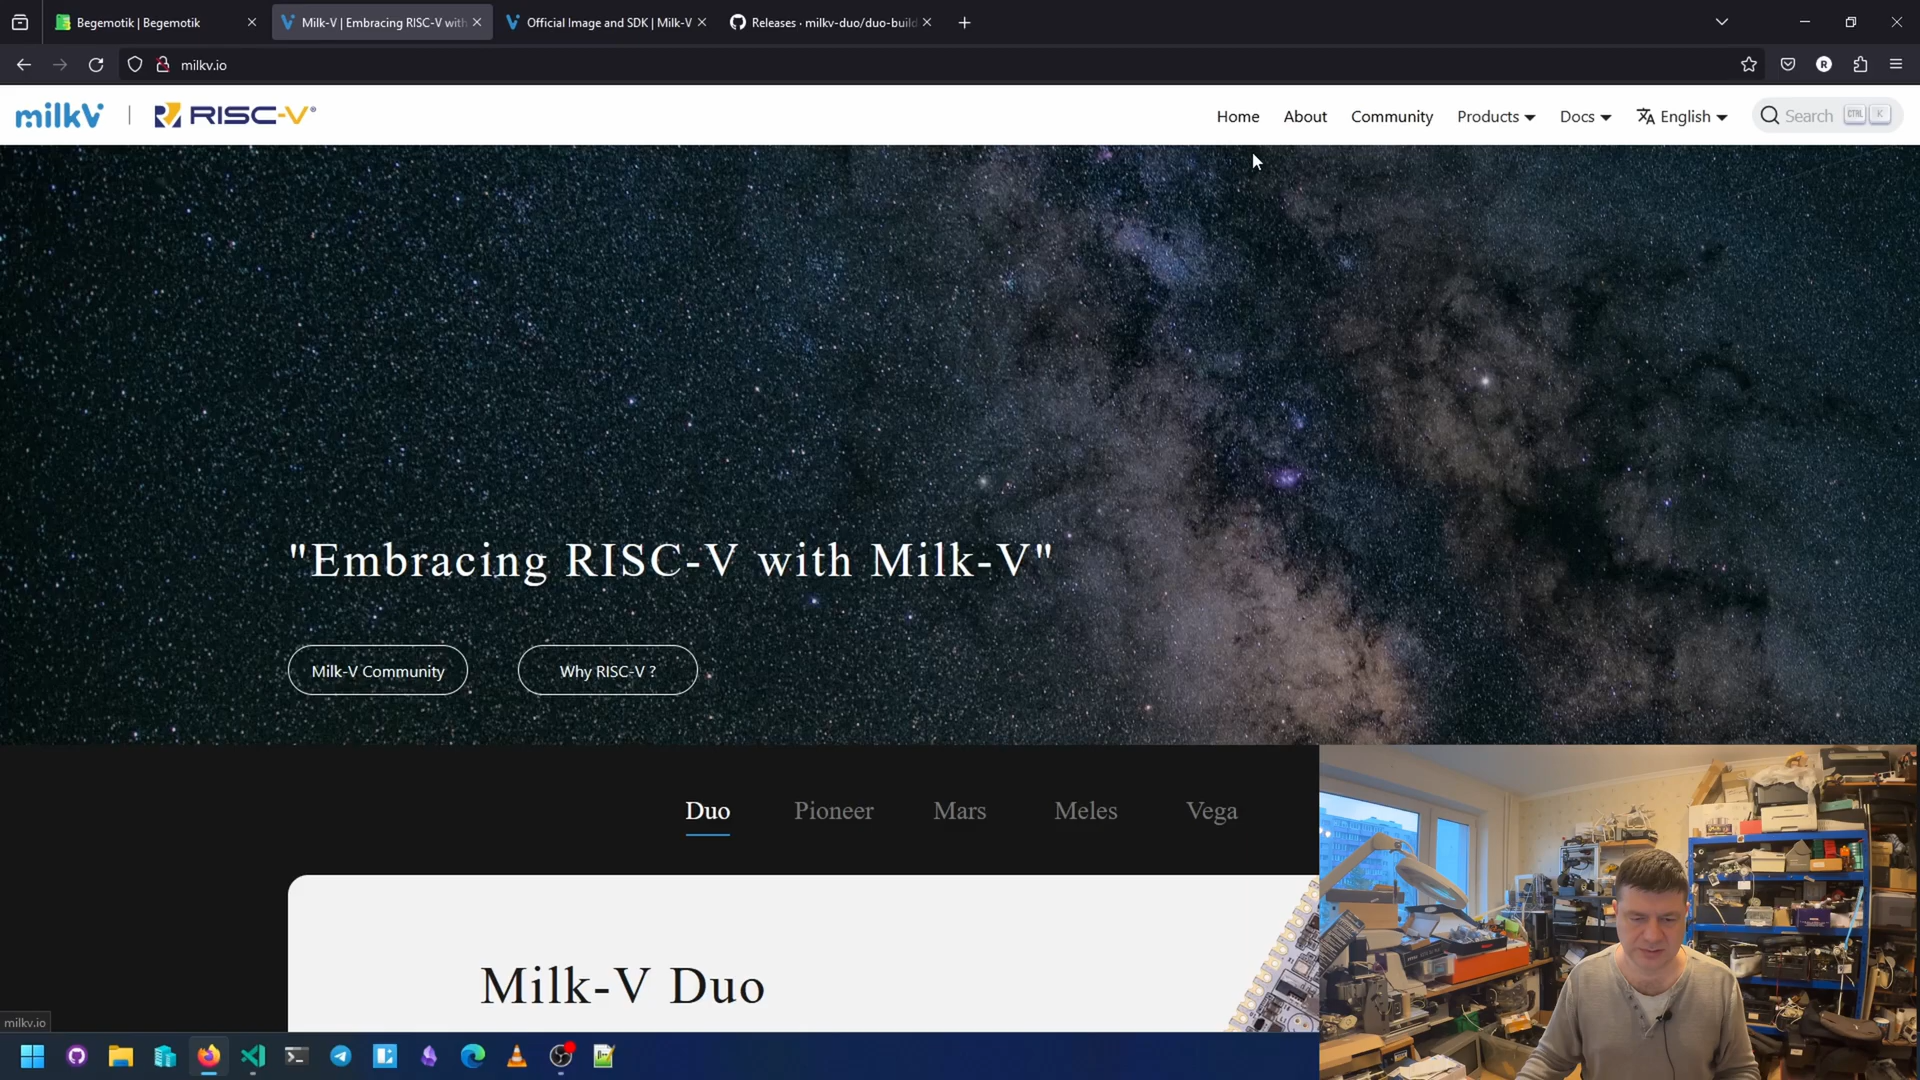 Begemotik | Begemotik
Milk-V | Embracing RISC-V with
Official Image and SDK | Milk-V
Releases · milkv-duo/duo-build
milkv.io
milkV | RISC-V®
Home
About
Community
Products
Docs
English
Search
CTRL
K
"Embracing RISC-V with Milk-V"
Milk-V Community
Why RISC-V ?
Duo
Pioneer
Mars
Meles
Vega
Milk-V Duo
milkv.io